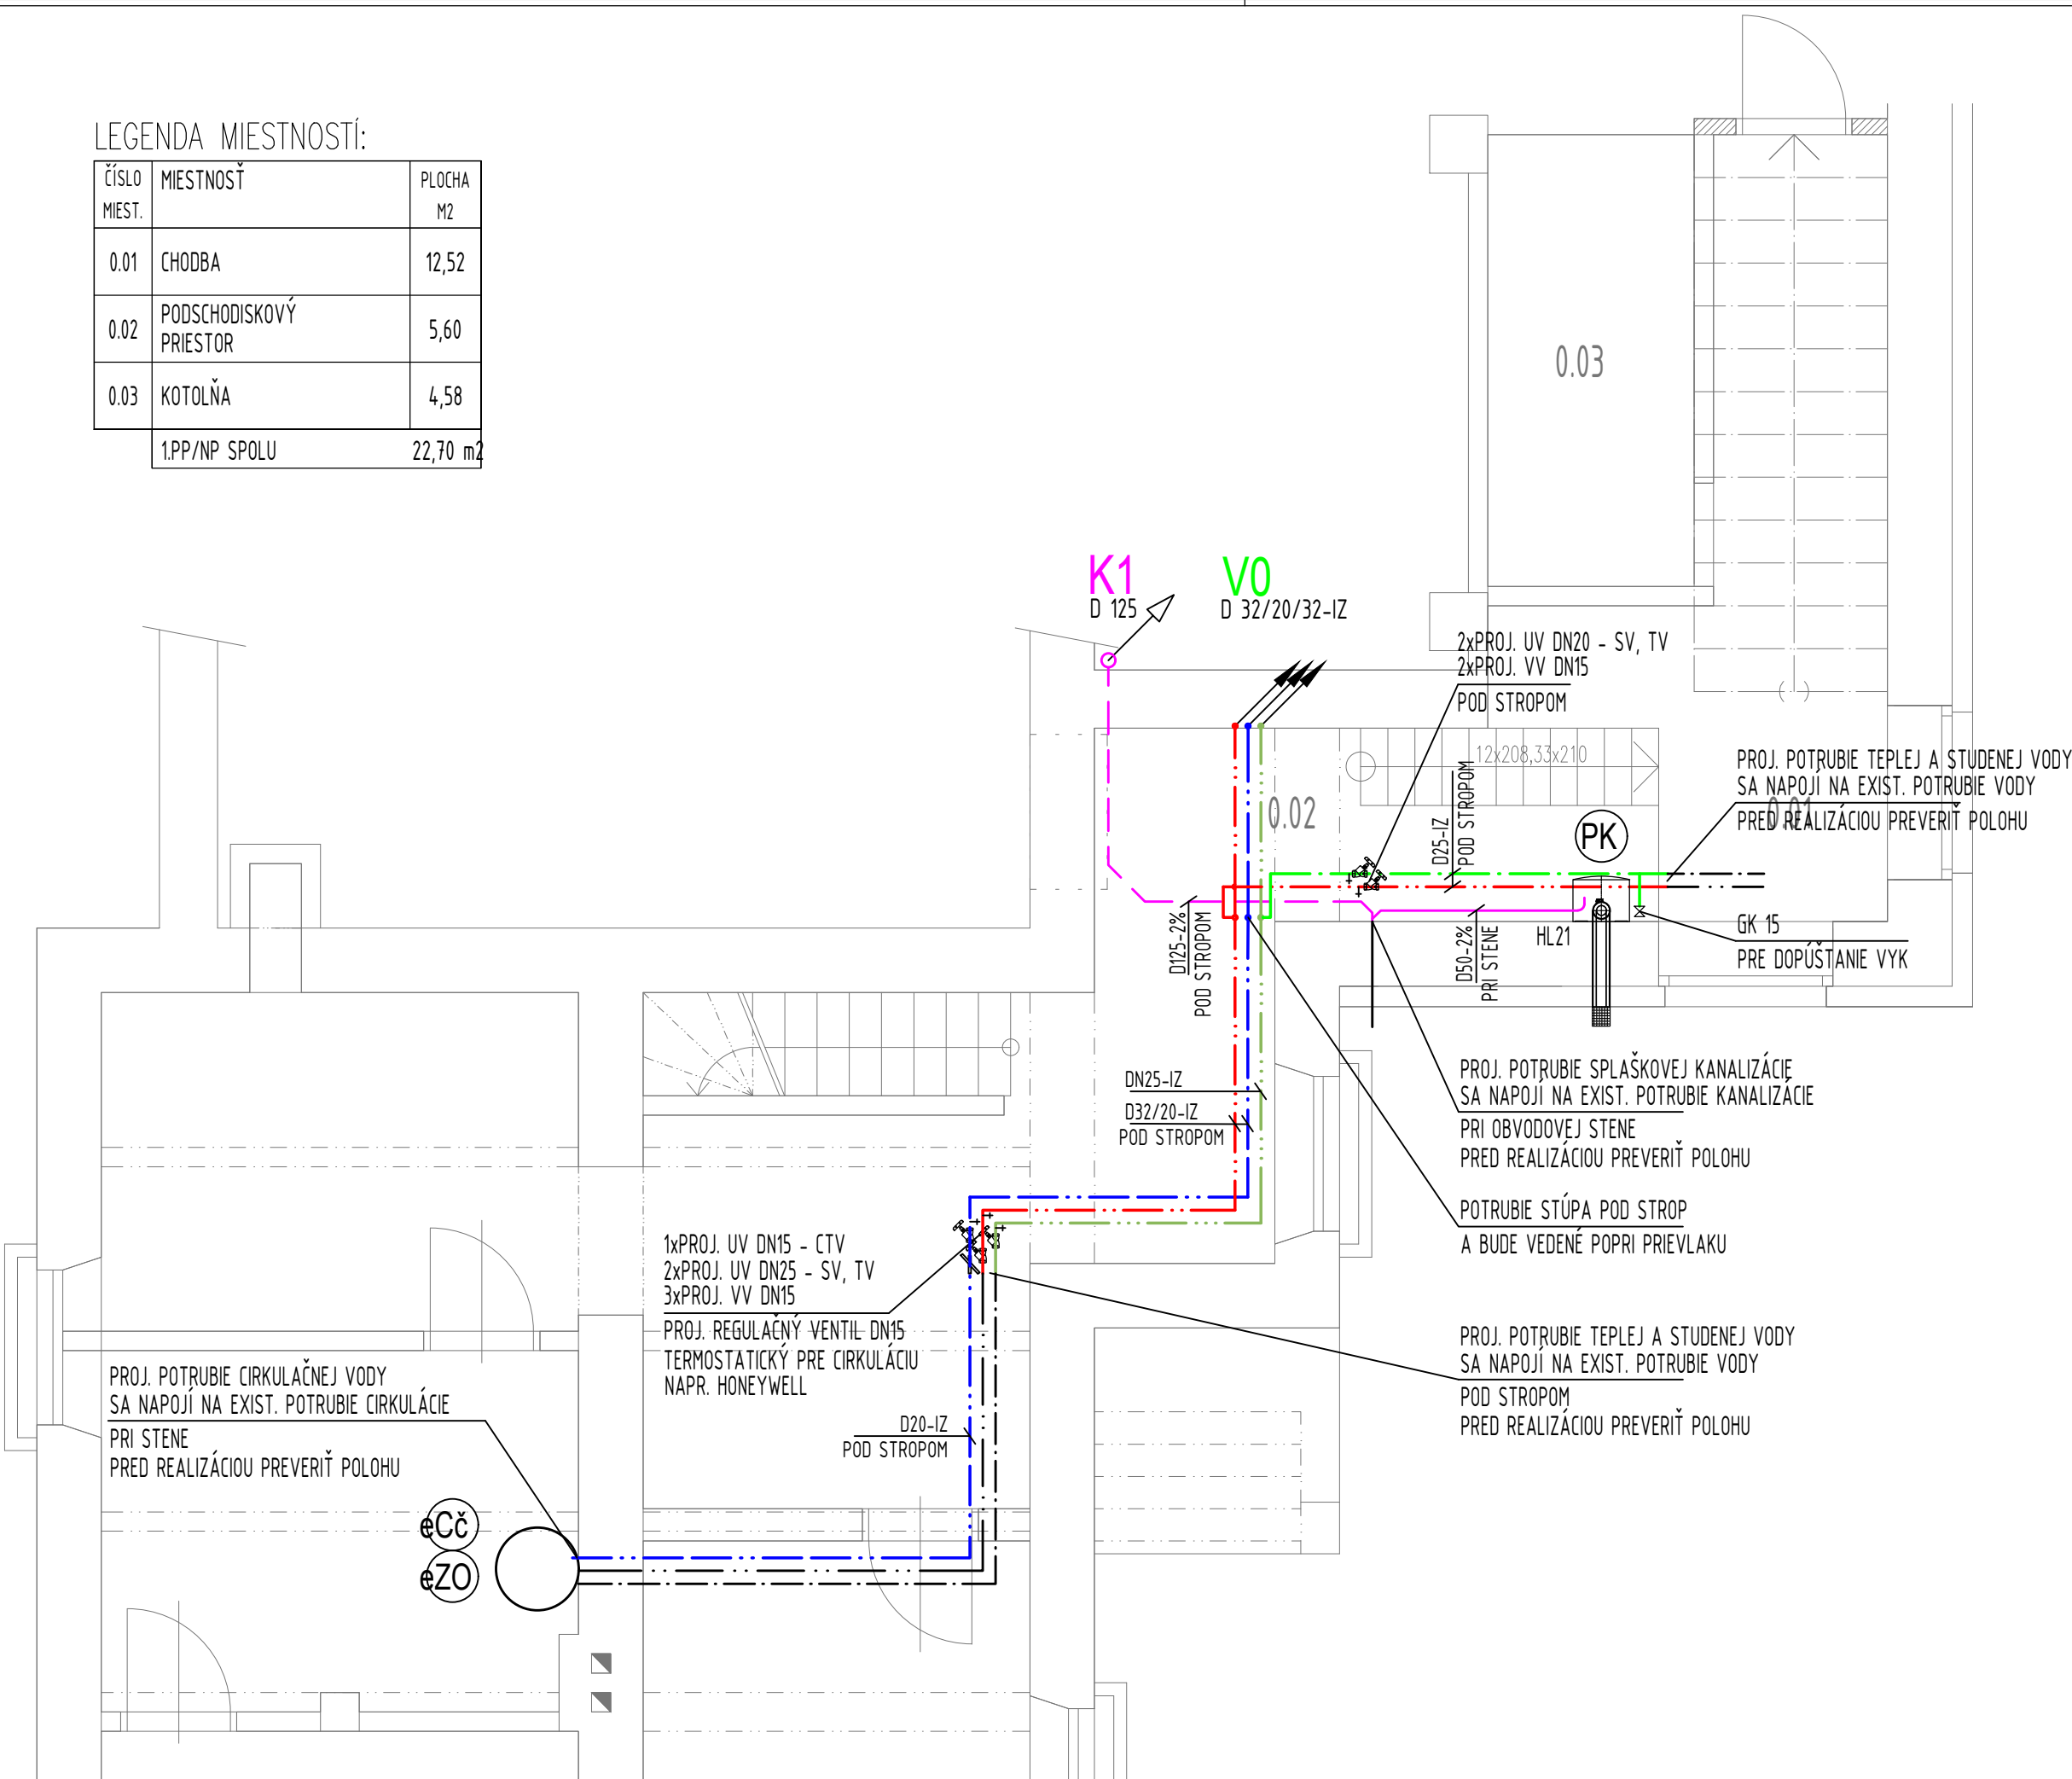 LEGENDA MIESTNOSTÍ:
ČÍSLO MIEST. MIESTNOSŤ PLOCHA M2
0.01 CHODBA 12,52
0.02 PODSCHODISKOVÝ PRIESTOR 5,60
0.03 KOTOLŇA 4,58
1.PP/NP SPOLU 22,70 m2
0.03
K1
D 125
V0
D 32/20/32-IZ
2xPROJ. UV DN20 - SV, TV
2xPROJ. VV DN15
POD STROPOM
12x208,33x210
PROJ. POTRUBIE TEPLEJ A STUDENEJ VODY
SA NAPOJÍ NA EXIST. POTRUBIE VODY
PRED REALIZÁCIOU PREVERIŤ POLOHU
0.01
0.02
D25-IZ
POD STROPOM
PK
D125-2%
POD STROPOM
D50-2%
PRI STENE
HL21
GK 15
PRE DOPÚŠTANIE VYK
DN25-IZ
D32/20-IZ
POD STROPOM
PROJ. POTRUBIE SPLAŠKOVEJ KANALIZÁCIE
SA NAPOJÍ NA EXIST. POTRUBIE KANALIZÁCIE
PRI OBVODOVEJ STENE
PRED REALIZÁCIOU PREVERIŤ POLOHU
POTRUBIE STÚPA POD STROP
A BUDE VEDENÉ POPRI PRIEVLAKU
1xPROJ. UV DN15 - CTV
2xPROJ. UV DN25 - SV, TV
3xPROJ. VV DN15
PROJ. REGULAČNÝ VENTIL DN15
TERMOSTATICKÝ PRE CIRKULÁCIU
NAPR. HONEYWELL
PROJ. POTRUBIE TEPLEJ A STUDENEJ VODY
SA NAPOJÍ NA EXIST. POTRUBIE VODY
POD STROPOM
PRED REALIZÁCIOU PREVERIŤ POLOHU
PROJ. POTRUBIE CIRKULAČNEJ VODY
SA NAPOJÍ NA EXIST. POTRUBIE CIRKULÁCIE
PRI STENE
PRED REALIZÁCIOU PREVERIŤ POLOHU
D20-IZ
POD STROPOM
eCč
eZO